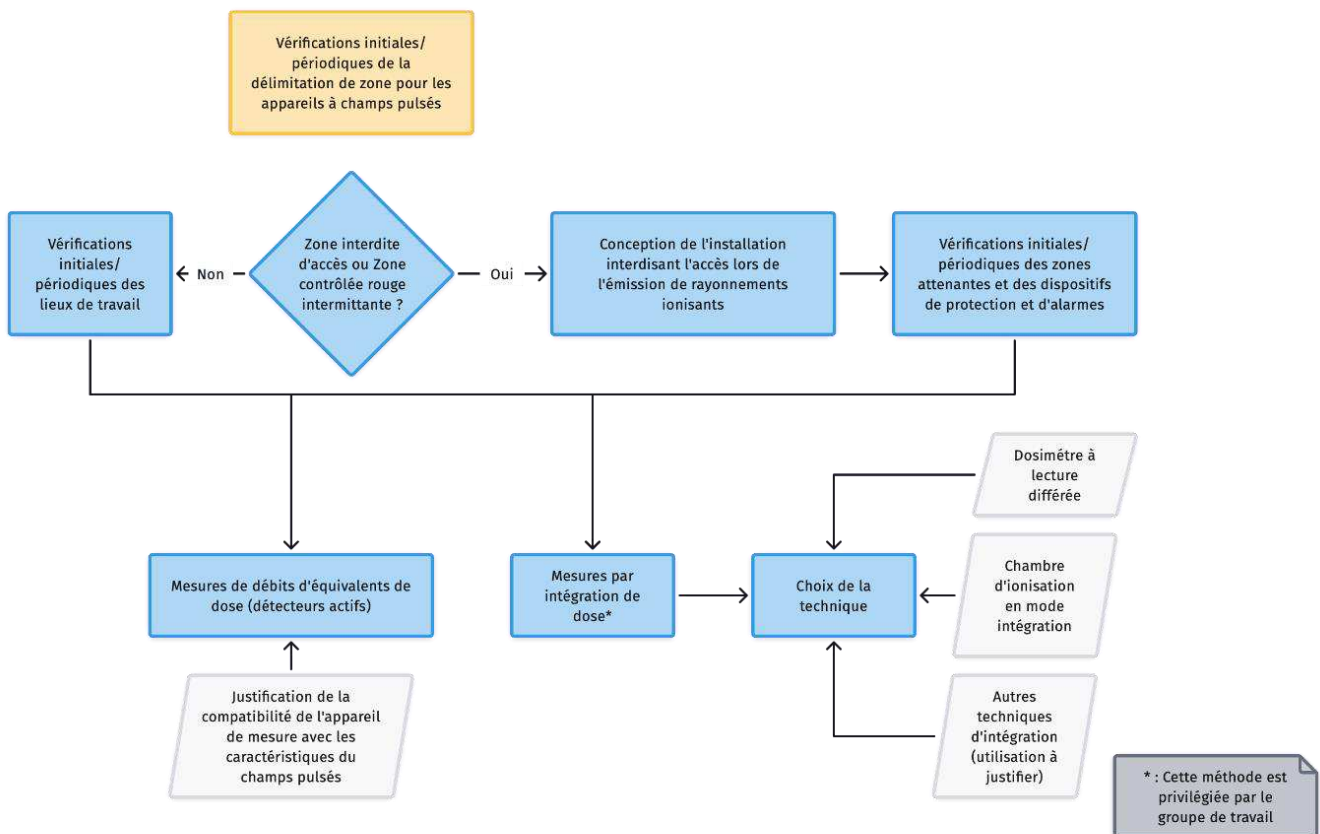 Vérifications initiales/
périodiques de la
délimitation de zone pour les
appareils à champs pulsés
Vérifications
initiales/
périodiques des
lieux de travail
Non
Zone interdite
d'accès ou Zone
contrôlée rouge
intermittante ?
Oui
Conception de l'installation
interdisant l'accès lors de
l'émission de rayonnements
ionisants
Vérifications initiales/
périodiques des zones
attenantes et des dispositifs
de protection et d'alarmes
Mesures de débits d'équivalents de
dose (détecteurs actifs)
Justification de la
compatibilité de l'appareil
de mesure avec les
caractéristiques du
champs pulsés
Mesures par
intégration de
dose*
Choix de la
technique
Dosimétre à
lecture
différée
Chambre
d'ionisation
en mode
intégration
Autres
techniques
d'intégration
(utilisation à
justifier)
* : Cette méthode est
privilégiée par le
groupe de travail